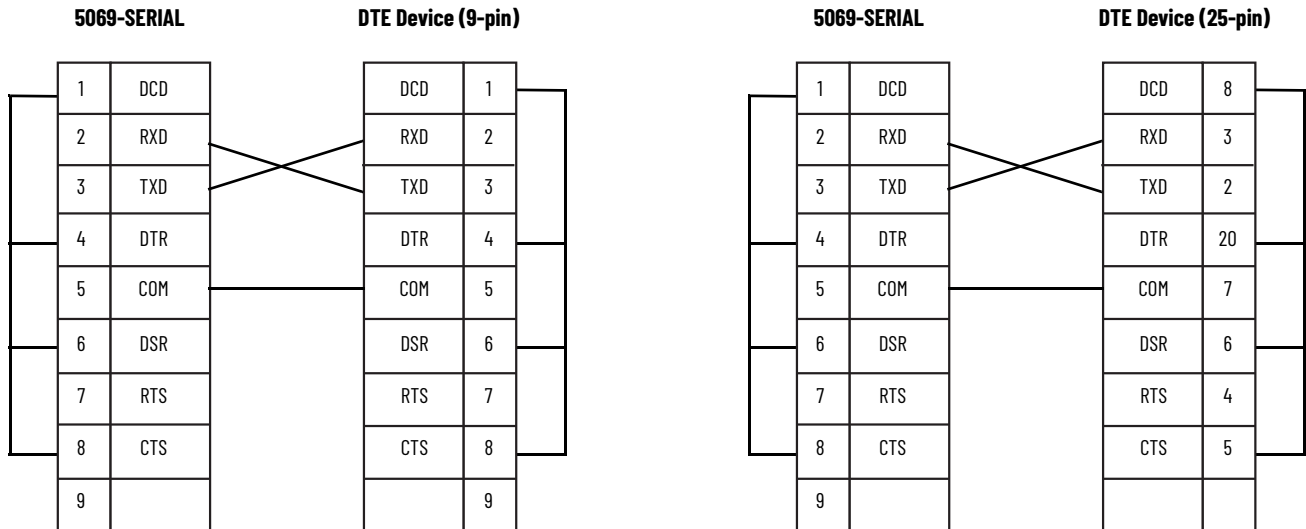 5069-SERIAL DTE Device (9-pin) 5069-SERIAL DTE Device (25-pin)
1 DCD DCD 1 1 DCD DCD 8
2 RXD RXD 2 2 RXD RXD 3
3 TXD TXD 3 3 TXD TXD 2
4 DTR DTR 4 4 DTR DTR 20
5 COM COM 5 5 COM COM 7
6 DSR DSR 6 6 DSR DSR 6
7 RTS RTS 7 7 RTS RTS 4
8 CTS CTS 8 8 CTS CTS 5
9 9 9